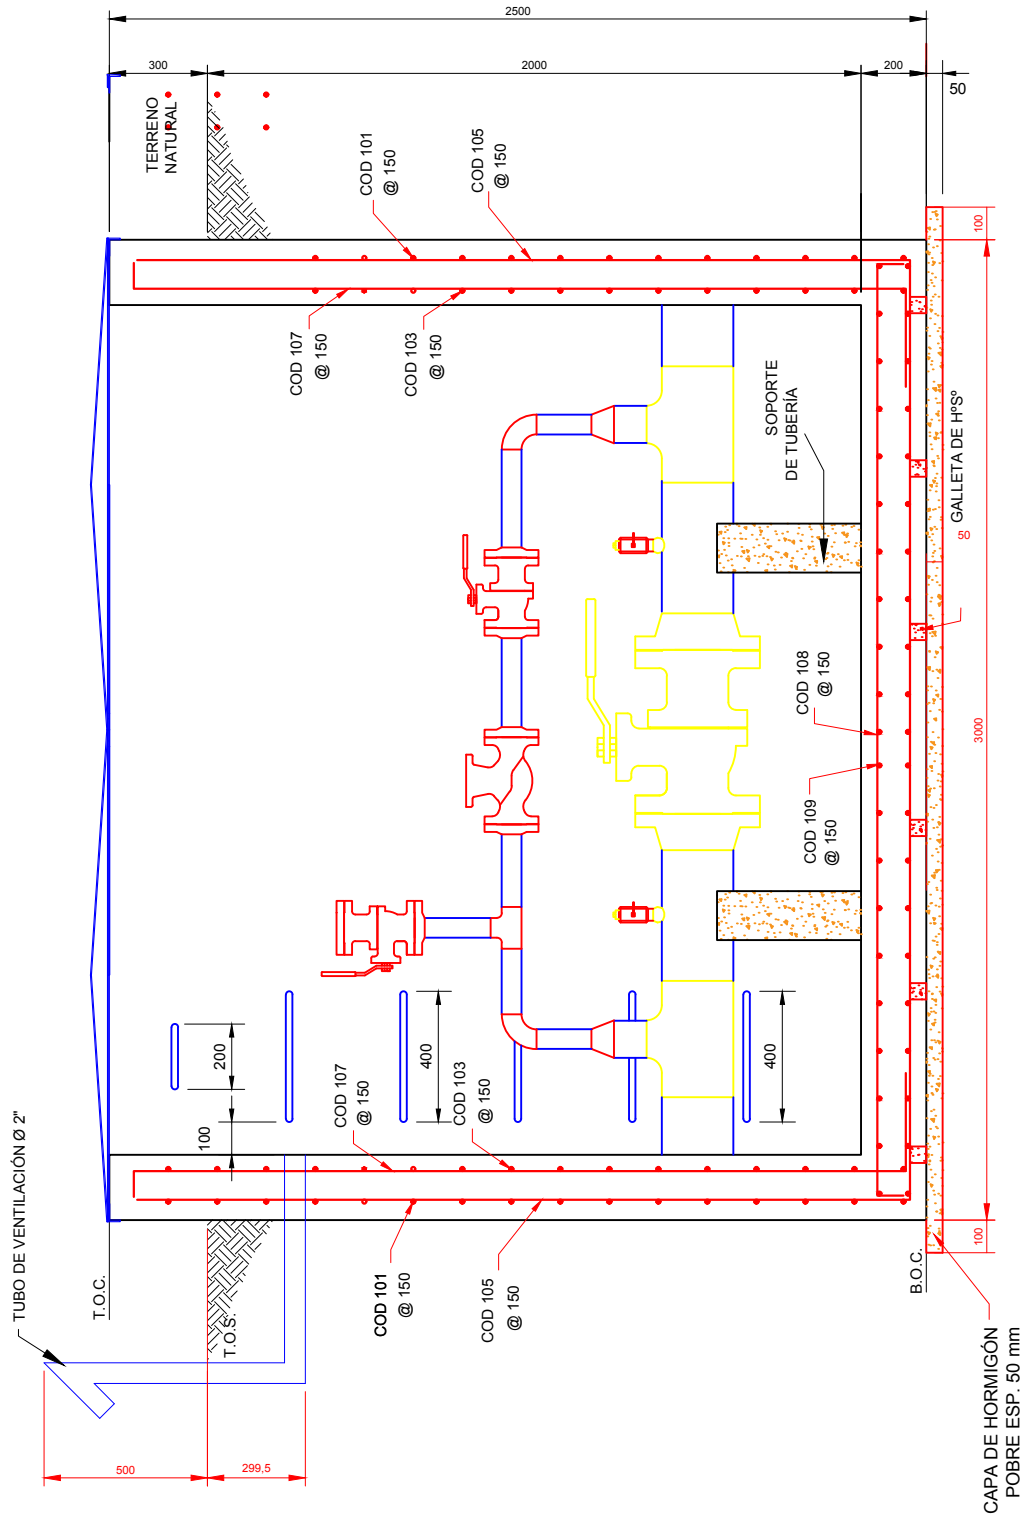 2500
300
2000
200
50
TERRENO
NATURAL
COD 101
@ 150
COD 105
@ 150
100
COD 107
@ 150
COD 103
@ 150
SOPORTE
DE TUBERÍA
GALLETA DE HºSº
50
COD 108
@ 150
3000
COD 109
@ 150
200
400
400
100
COD 107
@ 150
COD 103
@ 150
TUBO DE VENTILACIÓN Ø 2"
T.O.C.
T.O.S.
COD 101
@ 150
COD 105
@ 150
B.O.C.
100
500
299,5
CAPA DE HORMIGÓN
POBRE ESP. 50 mm